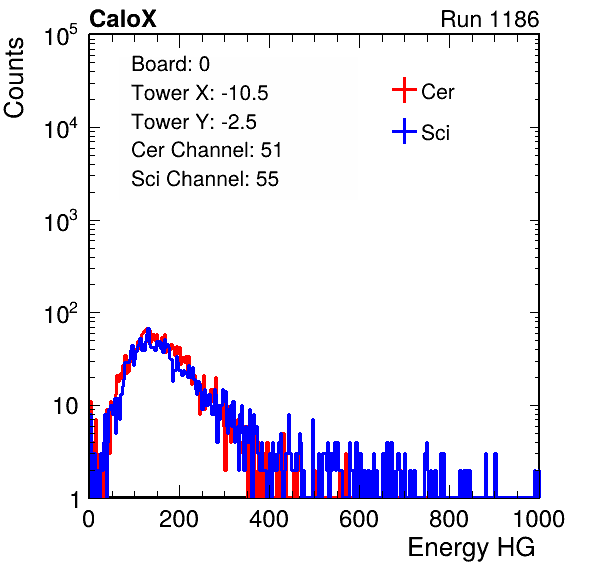 CaloX Run 1186
Board: 0
Tower X: -10.5
Tower Y: -2.5
Cer Channel: 51
Sci Channel: 55
Cer
Sci
Counts
10^5
10^4
10^3
10^2
10
1
0 200 400 600 800 1000
Energy HG